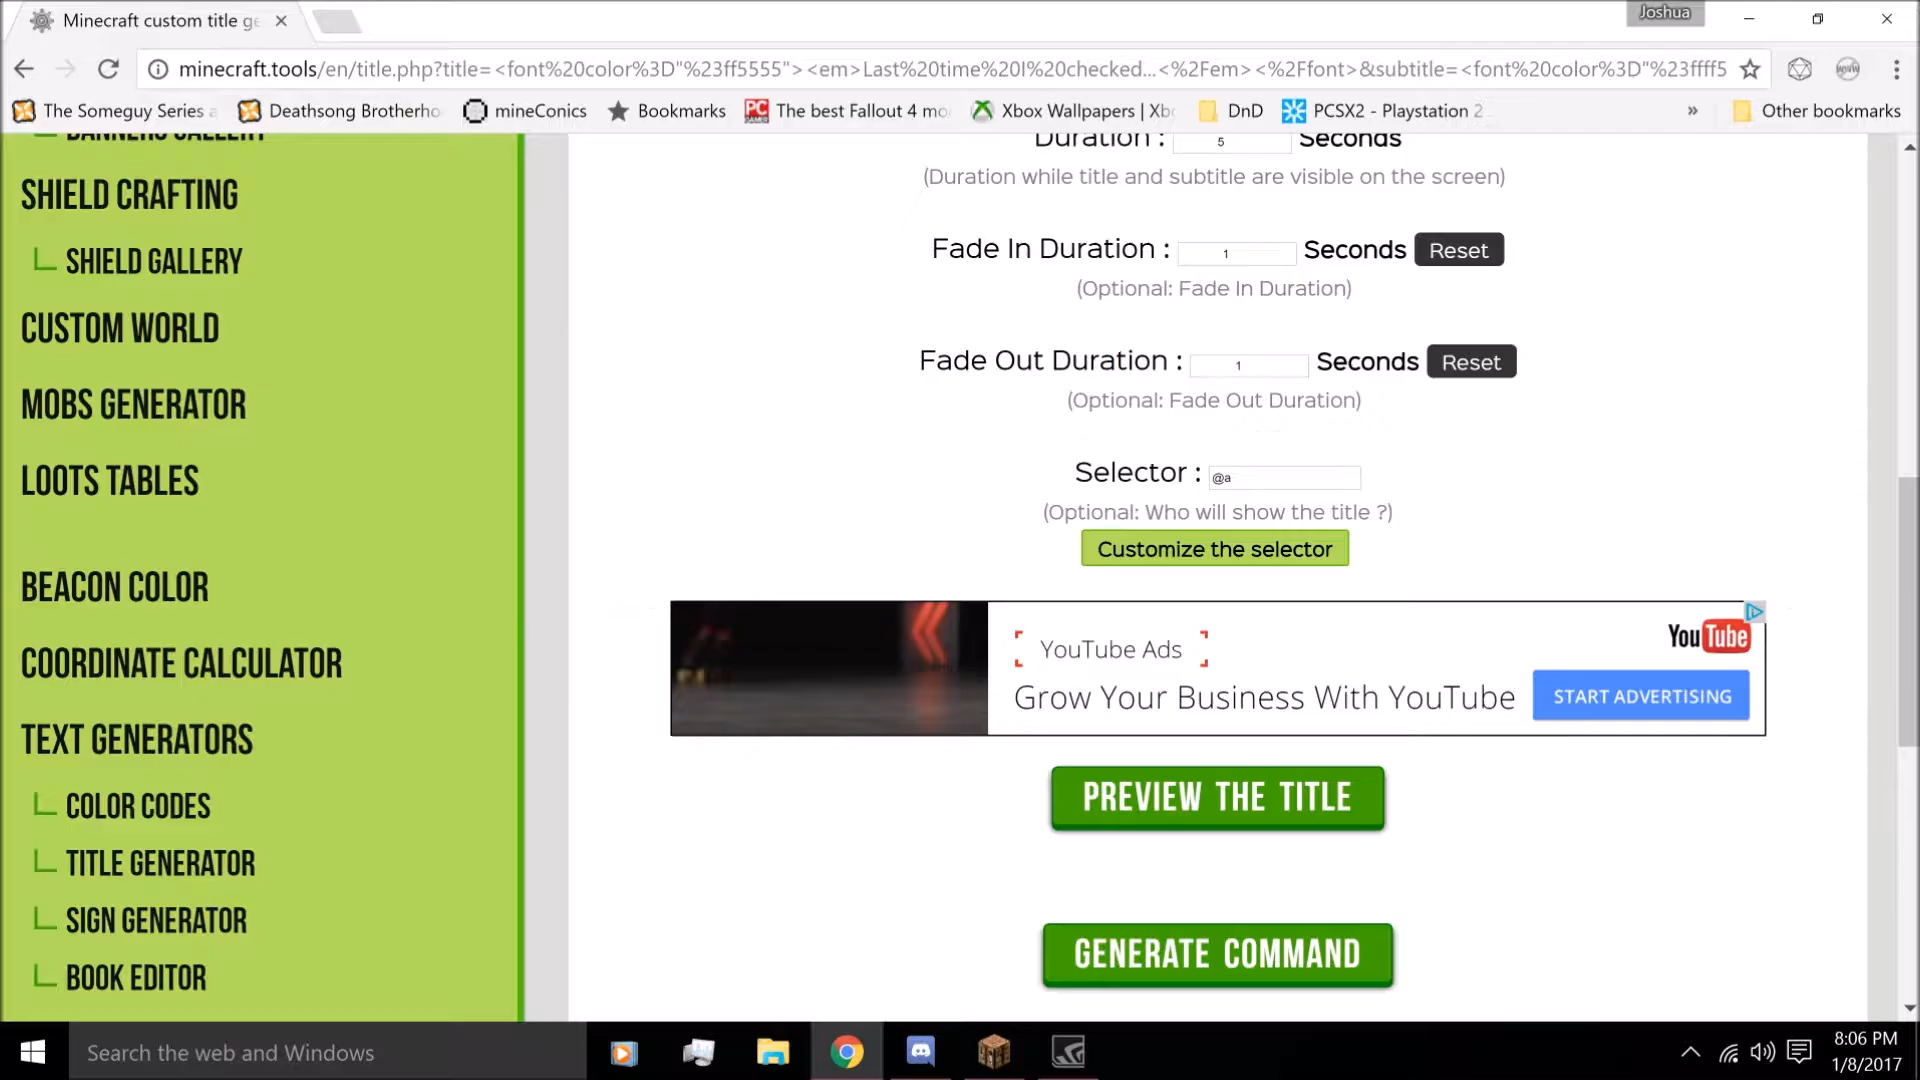 Minecraft custom title ge
Joshua
minecraft.tools/en/title.php?title=<font%20color%3D"%23ff5555"><em>Last%20time%20I%20checked...<%2Fem><%2Ffont>&subtitle=<font%20color%3D"%23ffff5
The Someguy Series a
Deathsong Brotherho
mineConics
Bookmarks
The best Fallout 4 mo
Xbox Wallpapers | Xb
DnD
PCSX2 - Playstation 2
»
Other bookmarks
BANNERS GALLERY
SHIELD CRAFTING
SHIELD GALLERY
CUSTOM WORLD
MOBS GENERATOR
LOOTS TABLES
BEACON COLOR
COORDINATE CALCULATOR
TEXT GENERATORS
COLOR CODES
TITLE GENERATOR
SIGN GENERATOR
BOOK EDITOR
Duration : 5 Seconds
(Duration while title and subtitle are visible on the screen)
Fade In Duration : 1 Seconds Reset
(Optional: Fade In Duration)
Fade Out Duration : 1 Seconds Reset
(Optional: Fade Out Duration)
Selector : @a
(Optional: Who will show the title ?)
Customize the selector
YouTube Ads
YouTube
Grow Your Business With YouTube
START ADVERTISING
PREVIEW THE TITLE
GENERATE COMMAND
Search the web and Windows
8:06 PM
1/8/2017